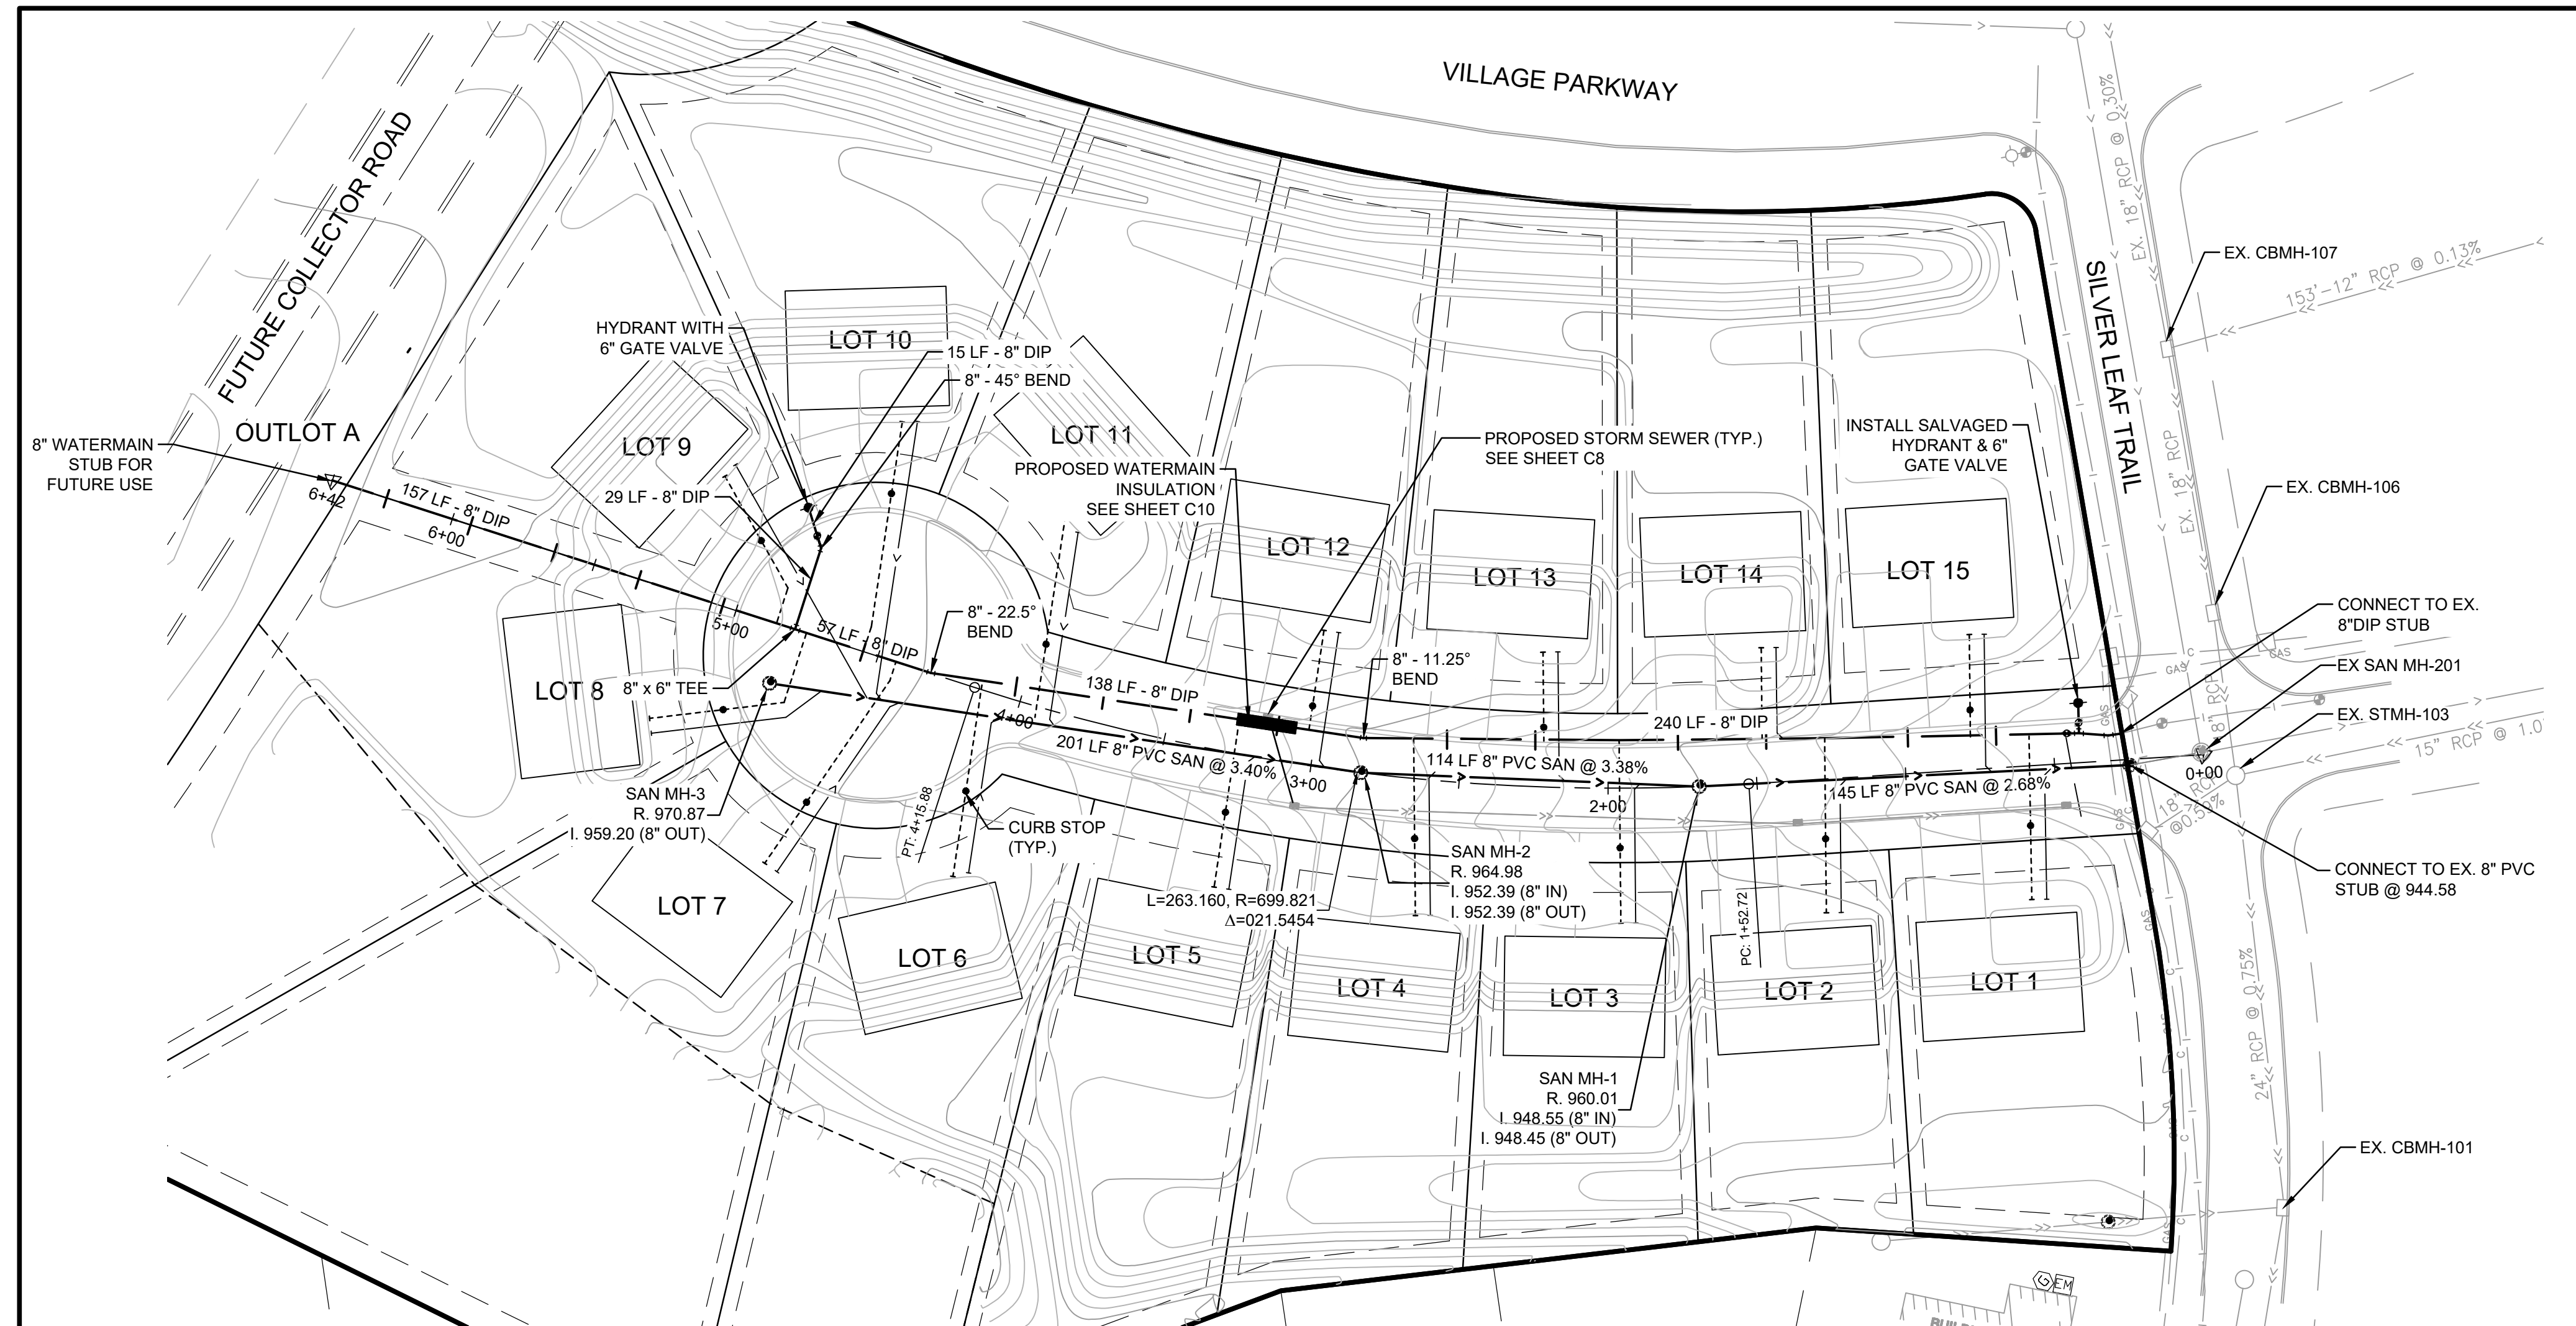 VILLAGE PARKWAY
FUTURE COLLECTOR ROAD
SILVER LEAF TRAIL
EX. 18" RCP @ 0.30%
EX. CBMH-107
153'-12" RCP @ 0.13%
HYDRANT WITH
6" GATE VALVE
LOT 10
15 LF - 8" DIP
8" - 45° BEND
OUTLOT A
8" WATERMAIN
STUB FOR
FUTURE USE
6+42
157 LF - 8" DIP
6+00
LOT 9
29 LF - 8" DIP
LOT 11
PROPOSED WATERMAIN
INSULATION
SEE SHEET C10
PROPOSED STORM SEWER (TYP.)
SEE SHEET C8
INSTALL SALVAGED
HYDRANT & 6"
GATE VALVE
EX. 18" RCP
EX. CBMH-106
LOT 12
LOT 13
LOT 14
LOT 15
CONNECT TO EX.
8"DIP STUB
5+00
57 LF - 8" DIP
8" - 22.5°
BEND
8" - 11.25°
BEND
GAS
C
GAS
EX SAN MH-201
LOT 8
8" x 6" TEE
138 LF - 8" DIP
4+00
240 LF - 8" DIP
GAS
EX. STMH-103
15" RCP @ 1.0
0+00
201 LF 8" PVC SAN @ 3.40%
3+00
114 LF 8" PVC SAN @ 3.38%
2+00
145 LF 8" PVC SAN @ 2.68%
18" RCP
@0.59%
SAN MH-3
R. 970.87
I. 959.20 (8" OUT)
PT: 4+15.88
CURB STOP
(TYP.)
GAS
SAN MH-2
R. 964.98
I. 952.39 (8" IN)
I. 952.39 (8" OUT)
CONNECT TO EX. 8" PVC
STUB @ 944.58
L=263.160, R=699.821
Δ=021.5454
PC: 1+52.72
GAS
LOT 7
LOT 6
LOT 5
LOT 4
LOT 3
LOT 2
LOT 1
24" RCP @ 0.75%
SAN MH-1
R. 960.01
I. 948.55 (8" IN)
I. 948.45 (8" OUT)
EX. CBMH-101
GAS
G
EM